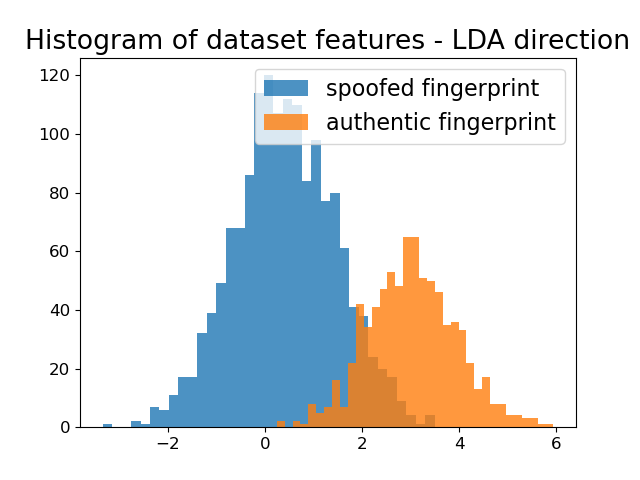 Histogram of dataset features - LDA direction
120
100
80
60
40
20
0
spoofed fingerprint
authentic fingerprint
−2 0 2 4 6